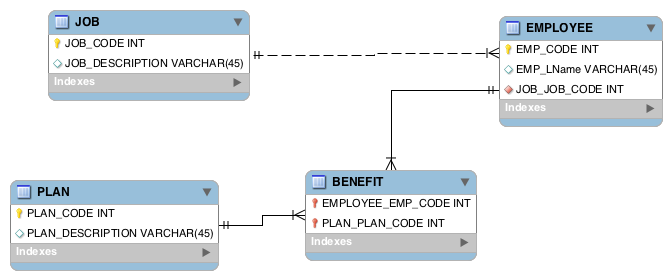 JOB
JOB_CODE INT
JOB_DESCRIPTION VARCHAR(45)
Indexes
EMPLOYEE
EMP_CODE INT
EMP_LName VARCHAR(45)
JOB_JOB_CODE INT
Indexes
PLAN
PLAN_CODE INT
PLAN_DESCRIPTION VARCHAR(45)
Indexes
BENEFIT
EMPLOYEE_EMP_CODE INT
PLAN_PLAN_CODE INT
Indexes